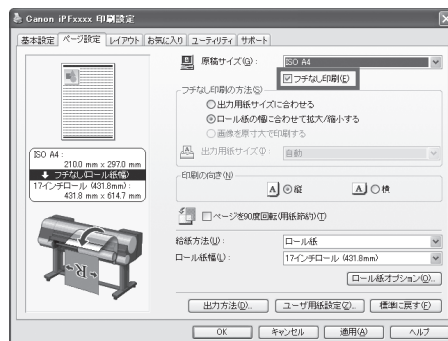 Canon iPFxxxx 印刷設定
基本設定 ページ設定 レイアウト お気に入り ユーティリティ サポート
原稿サイズ(G): ISO A4
フチなし印刷(E)
フチなし印刷の方法(S)
出力用紙サイズに合わせる
ロール紙の幅に合わせて拡大/縮小する
画像を原寸大で印刷する
出力用紙サイズ(I): 自動
ISO A4 :
210.0 mm x 297.0 mm
フチなし(ロール紙幅)
17インチロール (431.8mm) :
431.8 mm x 614.7 mm
印刷の向き(N)
A 縦 A 横
ページを90度回転(用紙節約)(T)
給紙方法(U): ロール紙
ロール紙幅(L): 17インチロール (431.8mm)
ロール紙オプション(Q)...
出力方法(D)... ユーザ用紙設定(Z)... 標準に戻す(F)
OK キャンセル 適用(A) ヘルプ